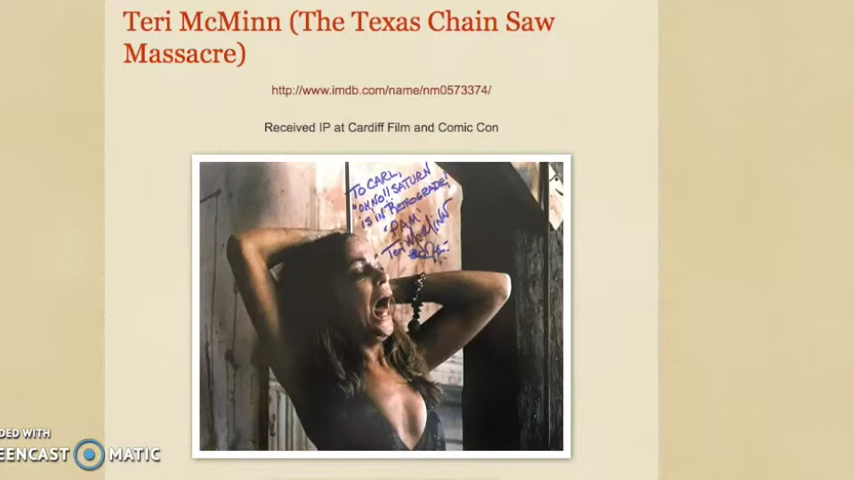 Teri McMinn (The Texas Chain Saw
Massacre)
http://www.imdb.com/name/nm0573374/
Received IP at Cardiff Film and Comic Con
TO CARL,
"OH NO!! SATURN
IS IN RETROGRADE!
"PAM"
Teri McMinn
DED WITH
EENCAST MATIC